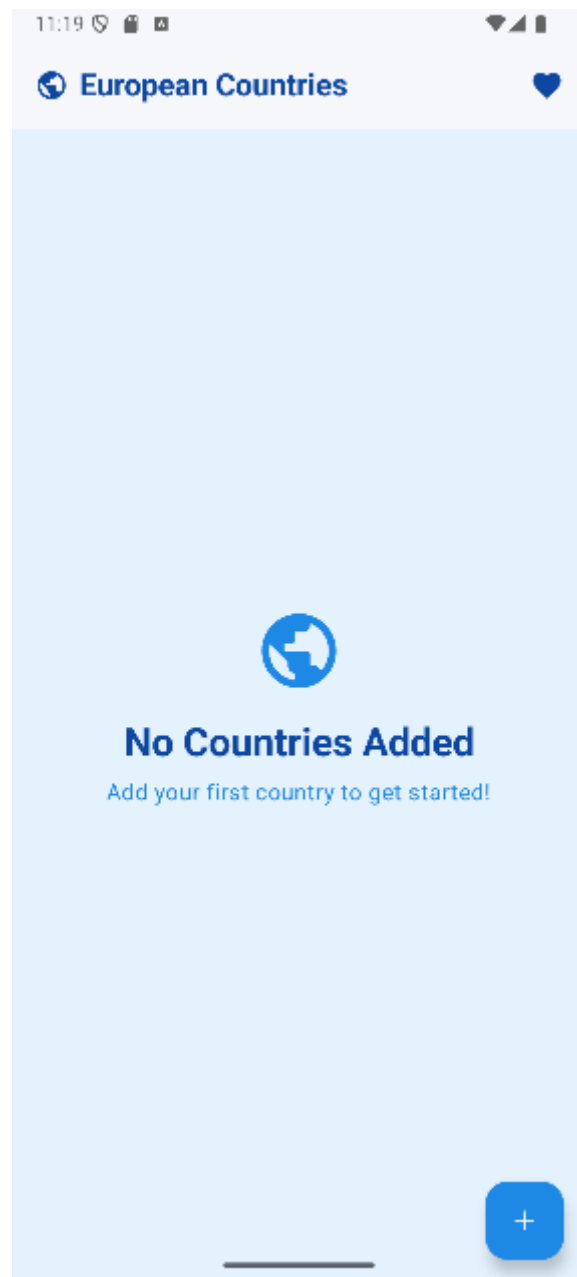 11:19
European Countries
No Countries Added
Add your first country to get started!
+